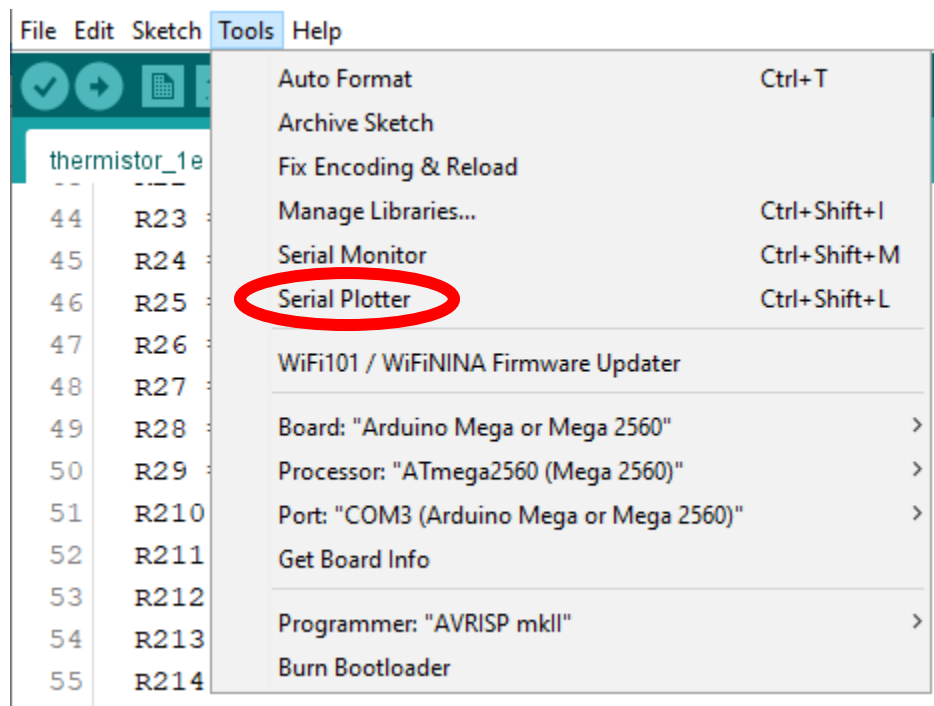 File Edit Sketch Tools Help
Auto Format Ctrl+T
Archive Sketch
thermistor_1e
Fix Encoding & Reload
44 R23 Manage Libraries... Ctrl+Shift+I
45 R24 Serial Monitor Ctrl+Shift+M
46 R25 Serial Plotter Ctrl+Shift+L
47 R26
WiFi101 / WiFiNINA Firmware Updater
48 R27
49 R28 Board: "Arduino Mega or Mega 2560"
50 R29 Processor: "ATmega2560 (Mega 2560)"
51 R210 Port: "COM3 (Arduino Mega or Mega 2560)"
52 R211 Get Board Info
53 R212
54 R213 Programmer: "AVRISP mkII"
55 R214 Burn Bootloader